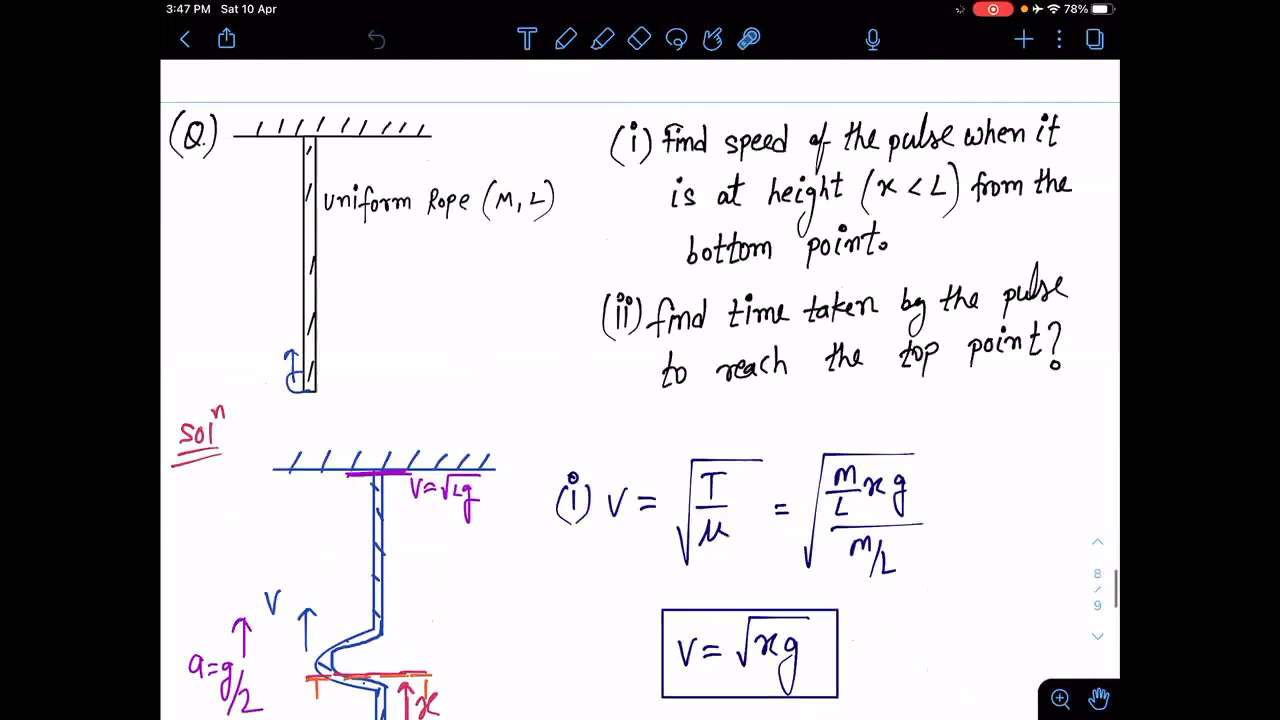 3:47 PM Sat 10 Apr
78%
(Q.)
Uniform Rope (M, L)
(i) Find speed of the pulse when it
is at height (x < L) from the
bottom point.
(ii) find time taken by the pulse
to reach the top point?
Solⁿ
V = √Lg
(i) V = √(T/μ) = √((M/L xg)/(M/L))
V
a = g/2
T
x
V = √xg
8
/
9